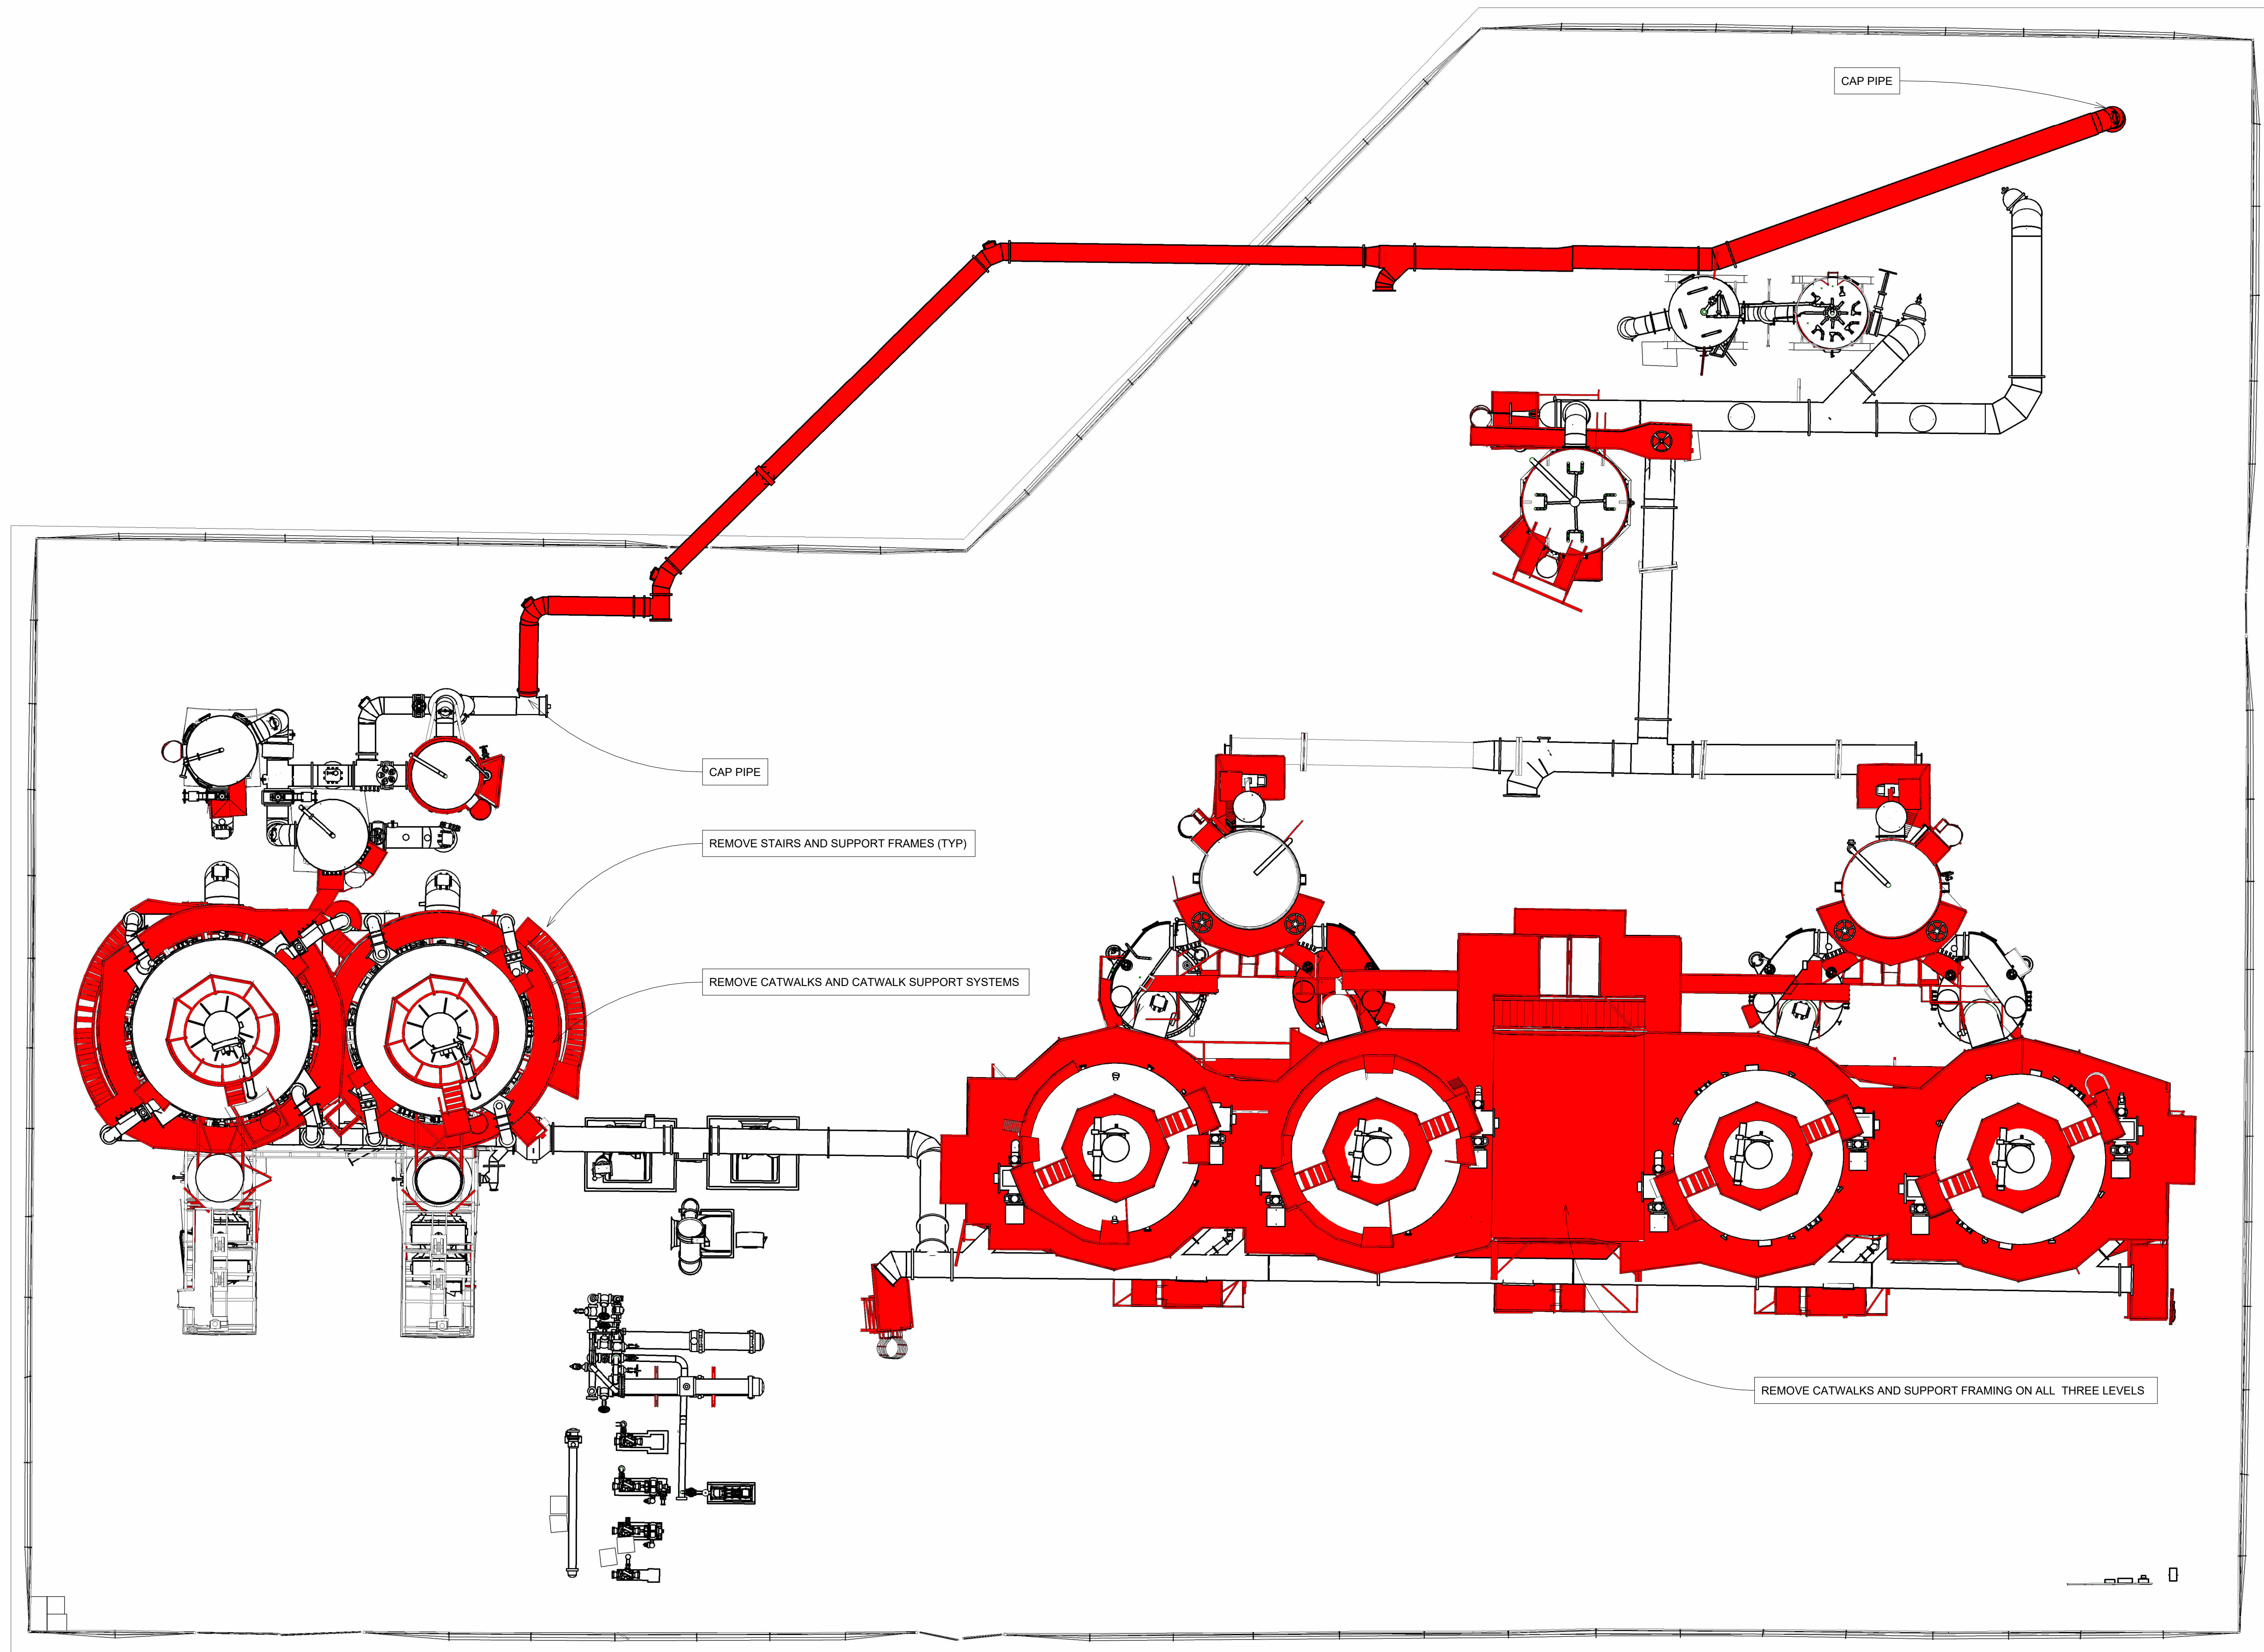 CAP PIPE
CAP PIPE
REMOVE STAIRS AND SUPPORT FRAMES (TYP)
REMOVE CATWALKS AND CATWALK SUPPORT SYSTEMS
REMOVE CATWALKS AND SUPPORT FRAMING ON ALL THREE LEVELS